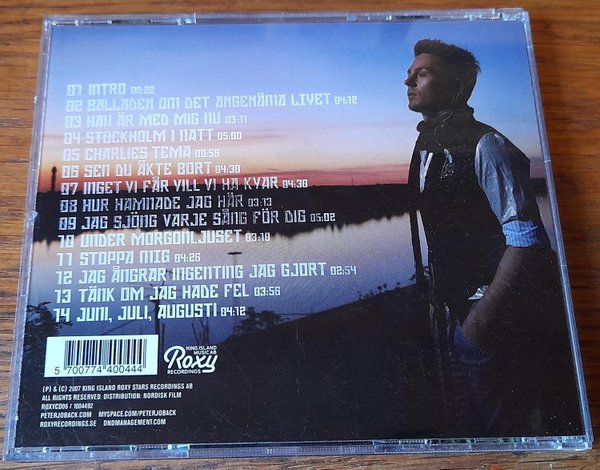 01 INTRO 00:22
02 BALLADEN OM DET ANGENÄMA LIVET 04:12
03 HAN ÄR MED MIG NU 03:11
04 STOCKHOLM I NATT 05:00
05 CHARLIES TEMA 00:56
06 SEN DU ÅKTE BORT 04:30
07 INGET VI FÅR VILL VI HA KVAR 04:38
08 HUR HAMNADE JAG HÄR 03:13
09 JAG SJÖNG VARJE SÅNG FÖR DIG 05:02
10 UNDER MORGONLJUSET 03:18
11 STOPPA MIG 04:26
12 JAG ÅNGRAR INGENTING JAG GJORT 02:54
13 TÄNK OM JAG HADE FEL 03:56
14 JUNI, JULI, AUGUSTI 04:12
5 700774 400444
KING ISLAND
MUSIC AB
Roxy
RECORDINGS
(P) & (C) 2007 KING ISLAND ROXY STARS RECORDINGS AB
ALL RIGHTS RESERVED. DISTRIBUTION: NORDISK FILM
ROXYCD06 / 1004492
PETERJOBACK.COM MYSPACE.COM/PETERJOBACK
ROXYRECORDINGS.SE DNDMANAGEMENT.COM